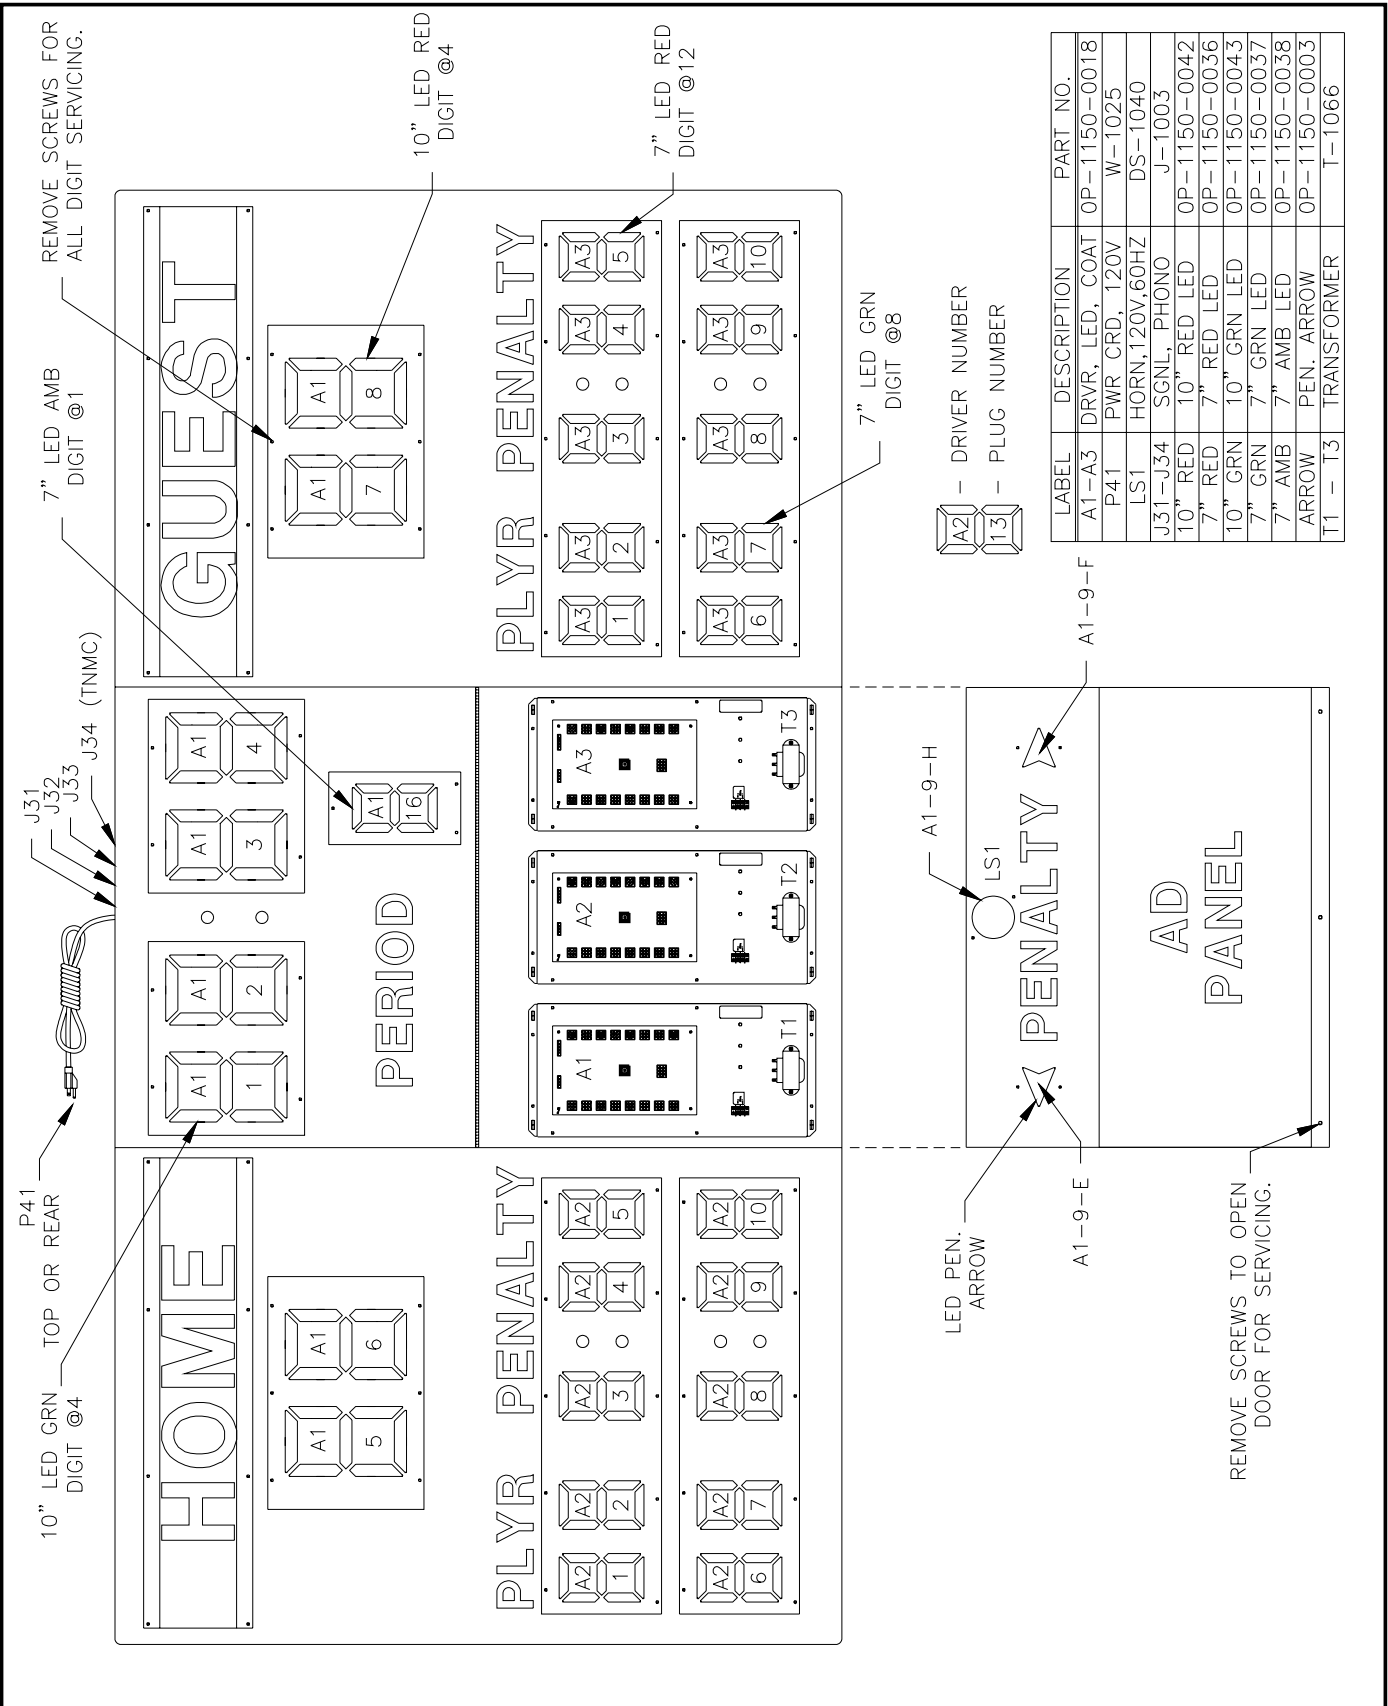 P41
TOP OR REAR
J31
J32
J33
J34 (TNMC)
10" LED GRN
DIGIT @4
7" LED AMB
DIGIT @1
REMOVE SCREWS FOR
ALL DIGIT SERVICING.
10" LED RED
DIGIT @4
7" LED RED
DIGIT @12
7" LED GRN
DIGIT @8
HOME
A1 A1
5 6
PLYR PENALTY
A2 A2 A2 A2 A2
1 2 3 4 5
A2 A2 A2 A2 A2
6 7 8 9 10
A1 A1 A1 A1
1 2 3 4
PERIOD
A1
16
A1 A2 A3
T1 T2 T3
GUEST
A1 A1
7 8
PLYR PENALTY
A3 A3 A3 A3 A3
1 2 3 4 5
A3 A3 A3 A3 A3
6 7 8 9 10
A2 - DRIVER NUMBER
13 - PLUG NUMBER
LED PEN.
ARROW
A1-9-E
A1-9-H
LS1
A1-9-F
PENALTY
AD
PANEL
REMOVE SCREWS TO OPEN
DOOR FOR SERVICING.
LABEL DESCRIPTION PART NO.
A1-A3 DRVR, LED, COAT 0P-1150-0018
P41 PWR CRD, 120V W-1025
LS1 HORN,120V,60HZ DS-1040
J31-J34 SGNL, PHONO J-1003
10" RED 10" RED LED 0P-1150-0042
7" RED 7" RED LED 0P-1150-0036
10" GRN 10" GRN LED 0P-1150-0043
7" GRN 7" GRN LED 0P-1150-0037
7" AMB 7" AMB LED 0P-1150-0038
ARROW PEN. ARROW 0P-1150-0003
T1 - T3 TRANSFORMER T-1066